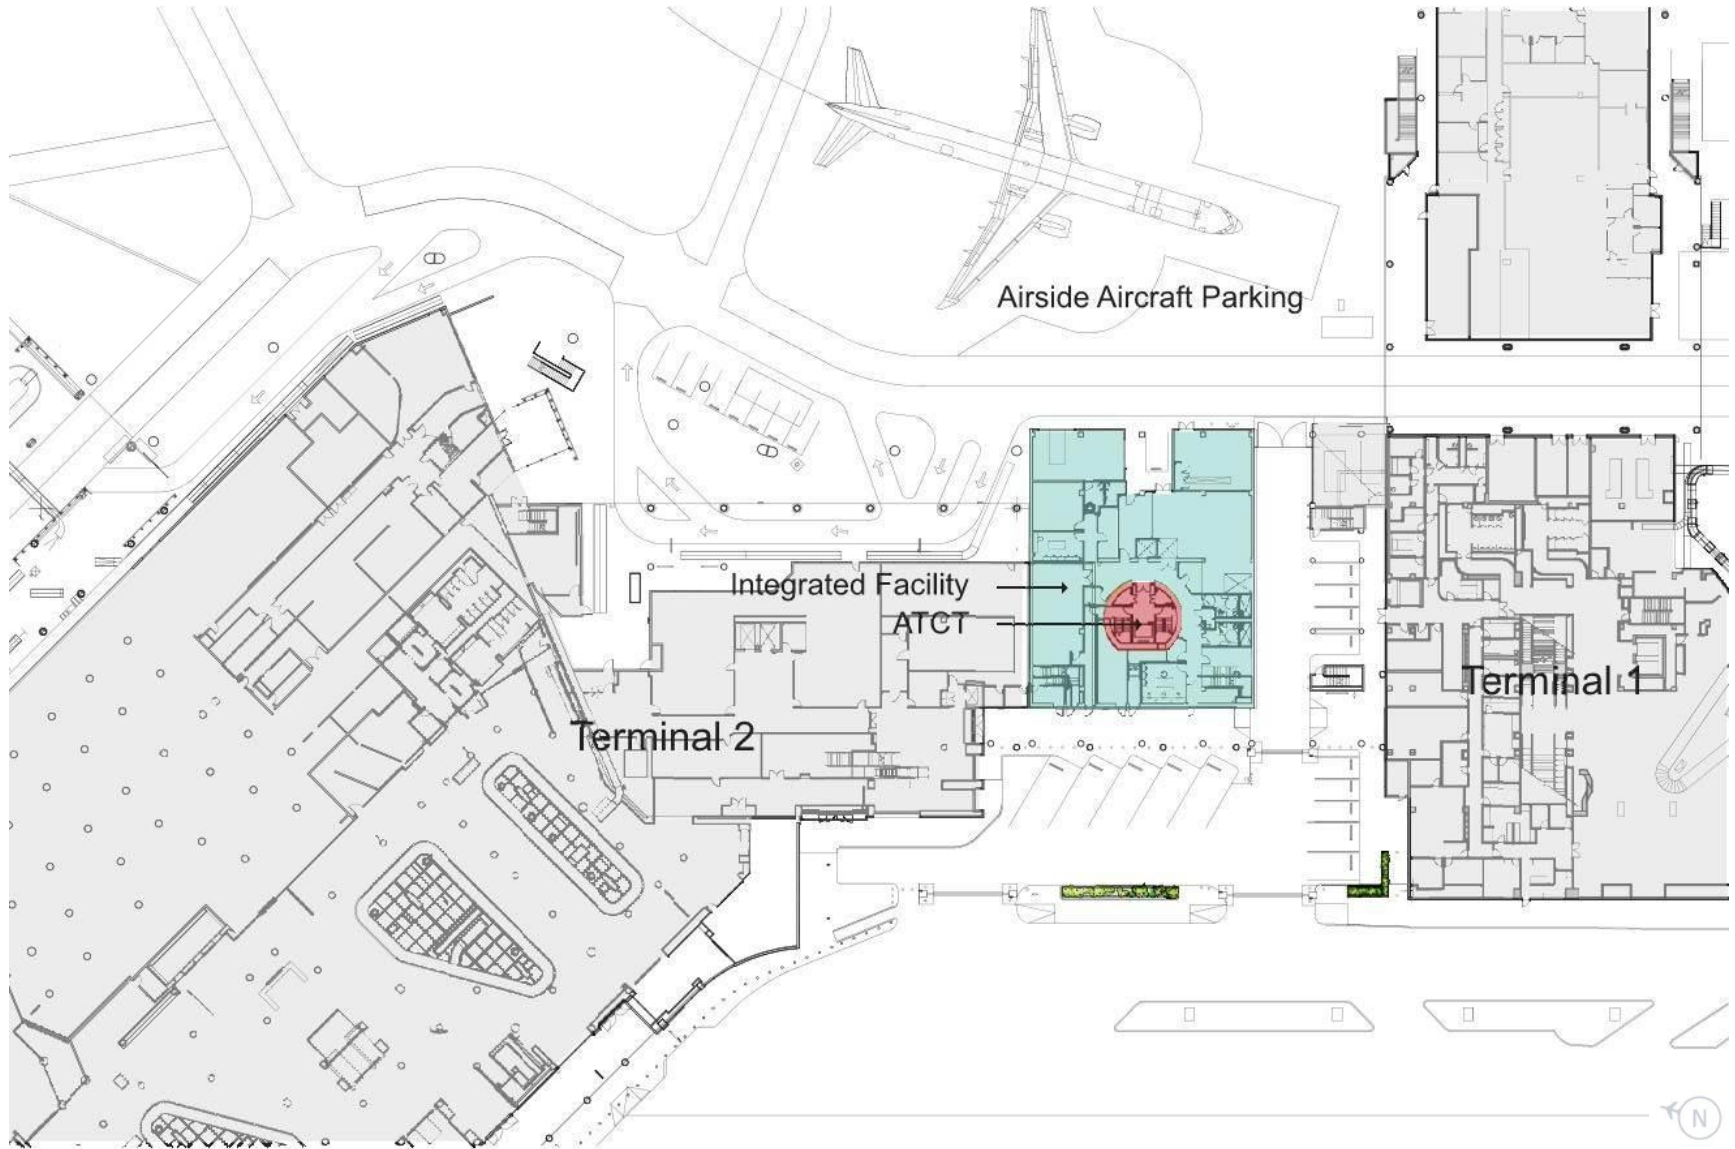 Airside Aircraft Parking
Integrated Facility
ATCT
Terminal 1
Terminal 2
N